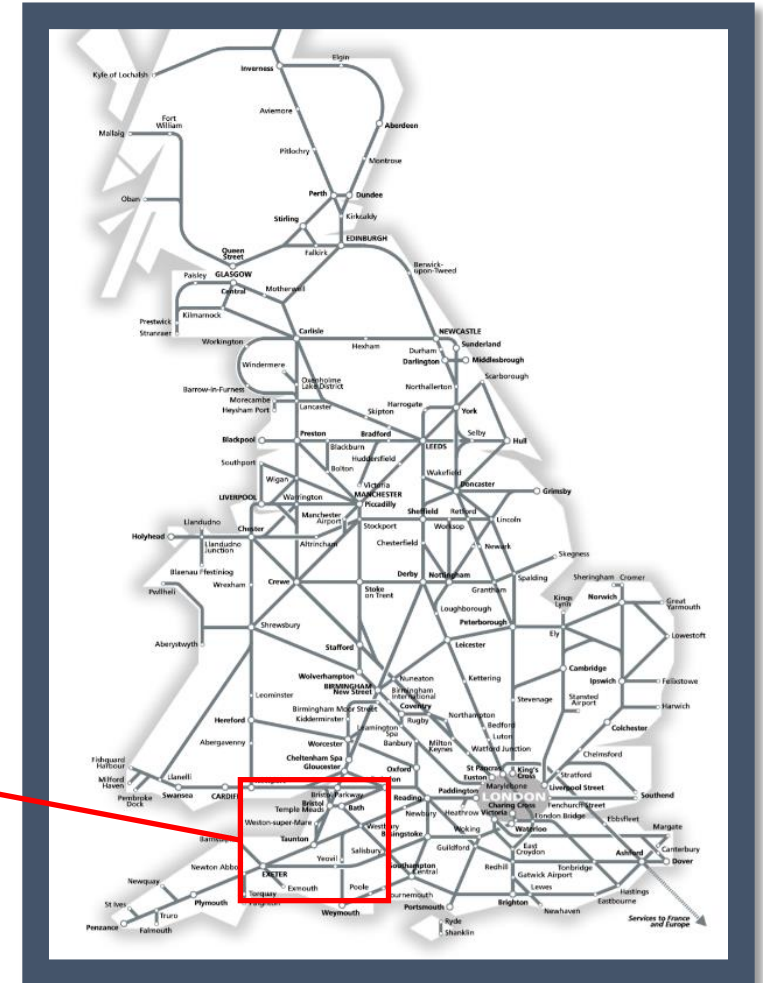 Elgin
Inverness
Kyle of Lochalsh
Aviemore
Fort
William
Mallaig
Aberdeen
Pitlochry
Montrose
Oban
Perth
Dundee
Stirling
Kirkcaldy
Queen
Street
EDINBURGH
Falkirk
GLASGOW
Paisley
Central
Motherwell
Berwick-
upon-Tweed
Prestwick
Kilmarnock
Stranraer
Carlisle
NEWCASTLE
Workington
Hexham
Sunderland
Durham
Darlington
Middlesbrough
Windermere
Oxenholme
Lake District
Scarborough
Barrow-in-Furness
Northallerton
Morecambe
Heysham Port
Lancaster
Harrogate
York
Skipton
Blackpool
Preston
Bradford
Selby
Hull
Blackburn
LEEDS
Huddersfield
Southport
Bolton
Wakefield
Wigan
Victoria
Doncaster
Grimsby
MANCHESTER
Piccadilly
LIVERPOOL
Warrington
Manchester
Airport
Sheffield
Retford
Llandudno
Stockport
Worksop
Lincoln
Holyhead
Chester
Llandudno
Junction
Altrincham
Chesterfield
Newark
Skegness
Blaenau Ffestiniog
Derby
Nottingham
Spalding
Sheringham
Cromer
Pwllheli
Wrexham
Crewe
Stoke
on Trent
Grantham
Kings
Lynn
Norwich
Great
Yarmouth
Loughborough
Shrewsbury
Peterborough
Ely
Lowestoft
Aberystwyth
Stafford
Leicester
Wolverhampton
BIRMINGHAM
New Street
Nuneaton
Birmingham
International
Kettering
Cambridge
Ipswich
Felixstowe
Leominster
Stevenage
Stansted
Airport
Harwich
Birmingham Moor Street
Coventry
Hereford
Kidderminster
Rugby
Northampton
Colchester
Leamington
Spa
Bedford
Abergavenny
Worcester
Banbury
Milton
Keynes
Luton
Watford Junction
Chelmsford
Cheltenham Spa
Gloucester
Fishguard
Harbour
Oxford
St Pancras
King's
Cross
Euston
Stratford
Milford
Haven
Llanelli
Marylebone
Liverpool Street
Pembroke
Dock
Swansea
Bristol Parkway
Reading
Paddington
LONDON
Southend
Bristol
Temple Meads
Bath
Charing Cross
Fenchurch Street
Newbury
Heathrow
Victoria
London Bridge
Ebbsfleet
Weston-super-Mare
Westbury
Waterloo
Margate
Taunton
Woking
Salisbury
Guildford
East
Croydon
Canterbury
Ashford
Dover
Yeovil
Redhill
Tonbridge
Gatwick Airport
EXETER
Central
Newquay
Exmouth
Poole
Lewes
Hastings
Torquay
Eastbourne
St Ives
Plymouth
Portsmouth
Brighton
Newhaven
Truro
Weymouth
Ryde
Services to France
and Europe
Penzance
Falmouth
Shanklin